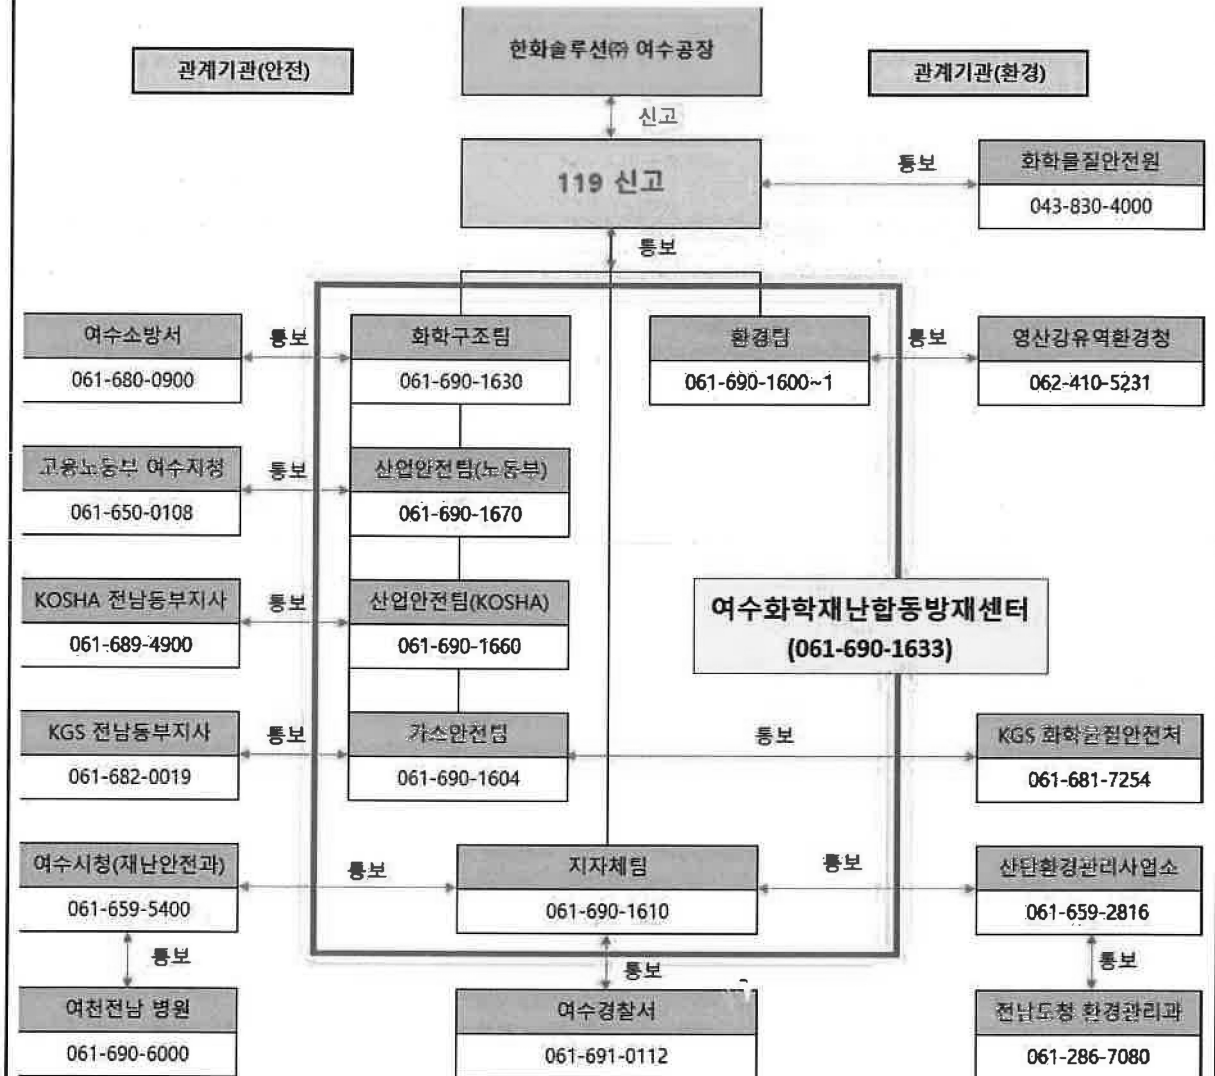 한화솔루션㈜ 여수공장
관계기관(안전)
관계기관(환경)
신고
119 신고
통보
화학물질안전원
043-830-4000
통보
여수소방서
061-680-0900
통보
화학구조팀
061-690-1630
환경팀
061-690-1600~1
통보
영산강유역환경청
062-410-5231
고용노동부 여수지청
061-650-0108
통보
산업안전팀(노동부)
061-690-1670
KOSHA 전남동부지사
061-689-4900
통보
산업안전팀(KOSHA)
061-690-1660
여수화학재난합동방재센터
(061-690-1633)
KGS 전남동부지사
061-682-0019
통보
가스안전팀
061-690-1604
통보
KGS 화학물질안전처
061-681-7254
여수시청(재난안전과)
061-659-5400
통보
지자체팀
061-690-1610
통보
산단환경관리사업소
061-659-2816
통보
통보
통보
여천전남 병원
061-690-6000
여수경찰서
061-691-0112
전남도청 환경관리과
061-286-7080